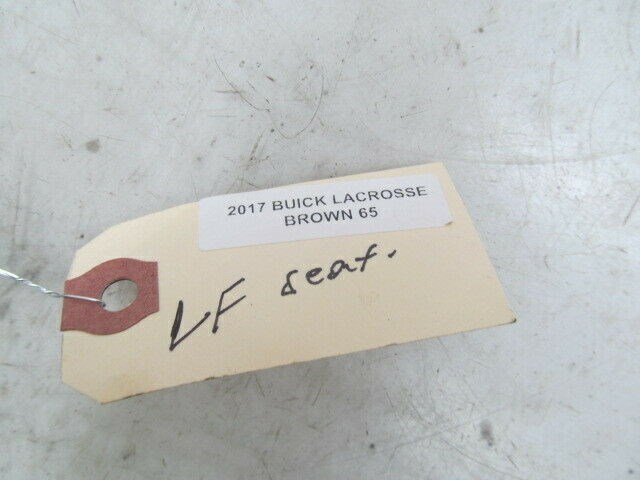 2017 BUICK LACROSSE
BROWN 65
LF seat.